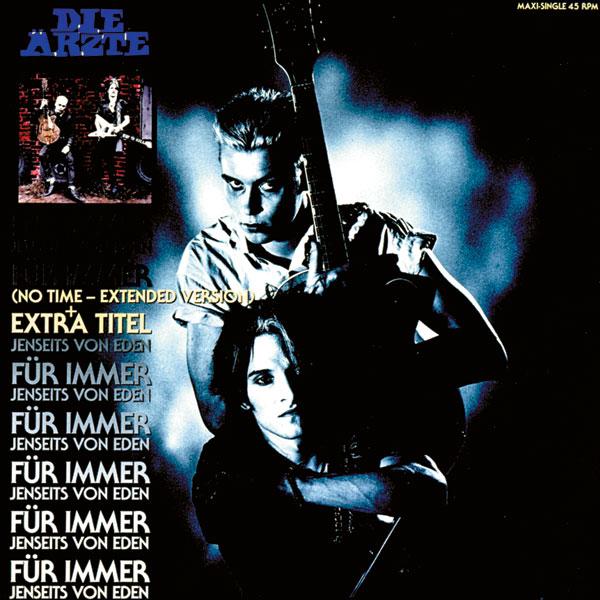 MAXI-SINGLE 45 RPM
DIE
ÄRZTE
FÜR IMMER
(NO TIME – EXTENDED VERSION)
+
EXTRA TITEL
JENSEITS VON EDEN
FÜR IMMER
JENSEITS VON EDEN
FÜR IMMER
JENSEITS VON EDEN
FÜR IMMER
JENSEITS VON EDEN
FÜR IMMER
JENSEITS VON EDEN
FÜR IMMER
JENSEITS VON EDEN